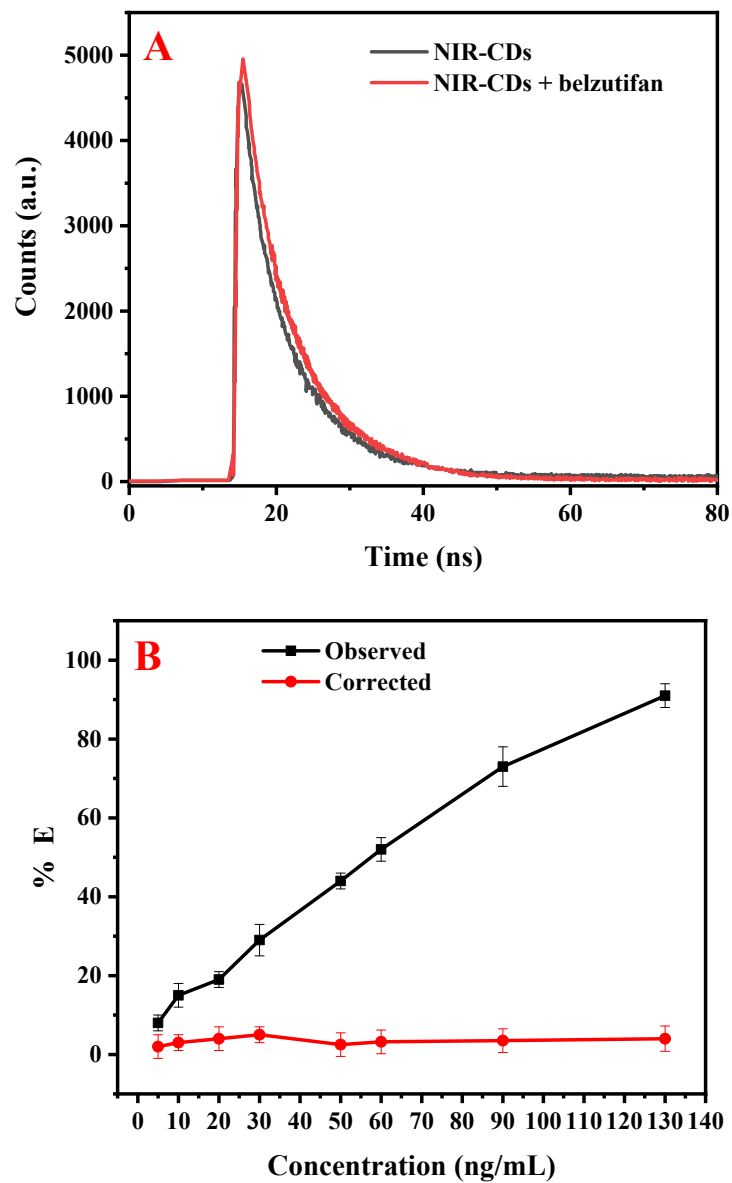 A
NIR-CDs
NIR-CDs + belzutifan
5000
4000
3000
2000
1000
0
Counts (a.u.)
0 20 40 60 80
Time (ns)
B
Observed
Corrected
100
80
60
40
20
0
% E
0 10 20 30 40 50 60 70 80 90 100 110 120 130 140
Concentration (ng/mL)